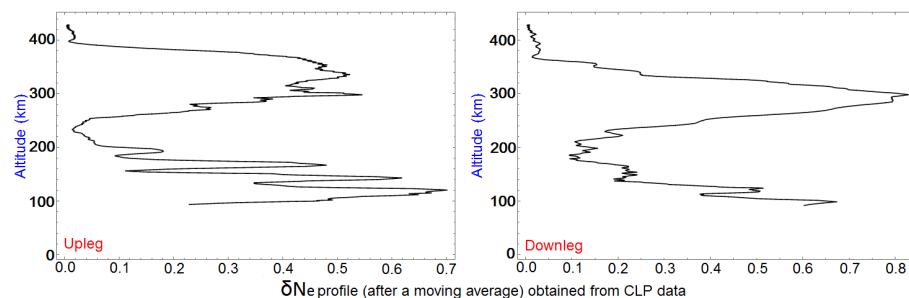 400
300
200
100
0
Altitude (km)
Upleg
0.0 0.1 0.2 0.3 0.4 0.5 0.6 0.7
400
300
200
100
0
Altitude (km)
Downleg
0.0 0.1 0.2 0.3 0.4 0.5 0.6 0.7 0.8
δNe profile (after a moving average) obtained from CLP data